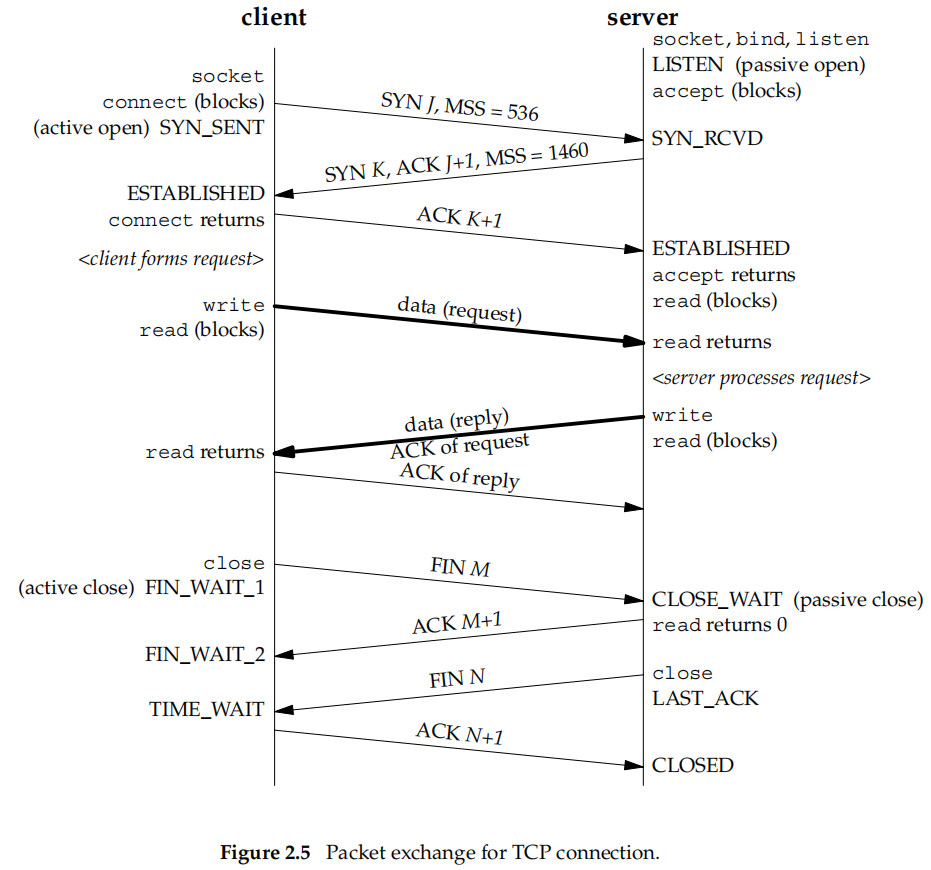 client
server
socket, bind, listen
LISTEN (passive open)
accept (blocks)
socket
connect (blocks)
(active open) SYN_SENT
SYN J, MSS = 536
SYN_RCVD
SYN K, ACK J+1, MSS = 1460
ESTABLISHED
connect returns
ACK K+1
<client forms request>
ESTABLISHED
accept returns
read (blocks)
write
read (blocks)
data (request)
read returns
<server processes request>
write
read (blocks)
data (reply)
ACK of request
read returns
ACK of reply
close
(active close) FIN_WAIT_1
FIN M
CLOSE_WAIT (passive close)
read returns 0
ACK M+1
FIN_WAIT_2
close
LAST_ACK
FIN N
TIME_WAIT
ACK N+1
CLOSED
Figure 2.5 Packet exchange for TCP connection.